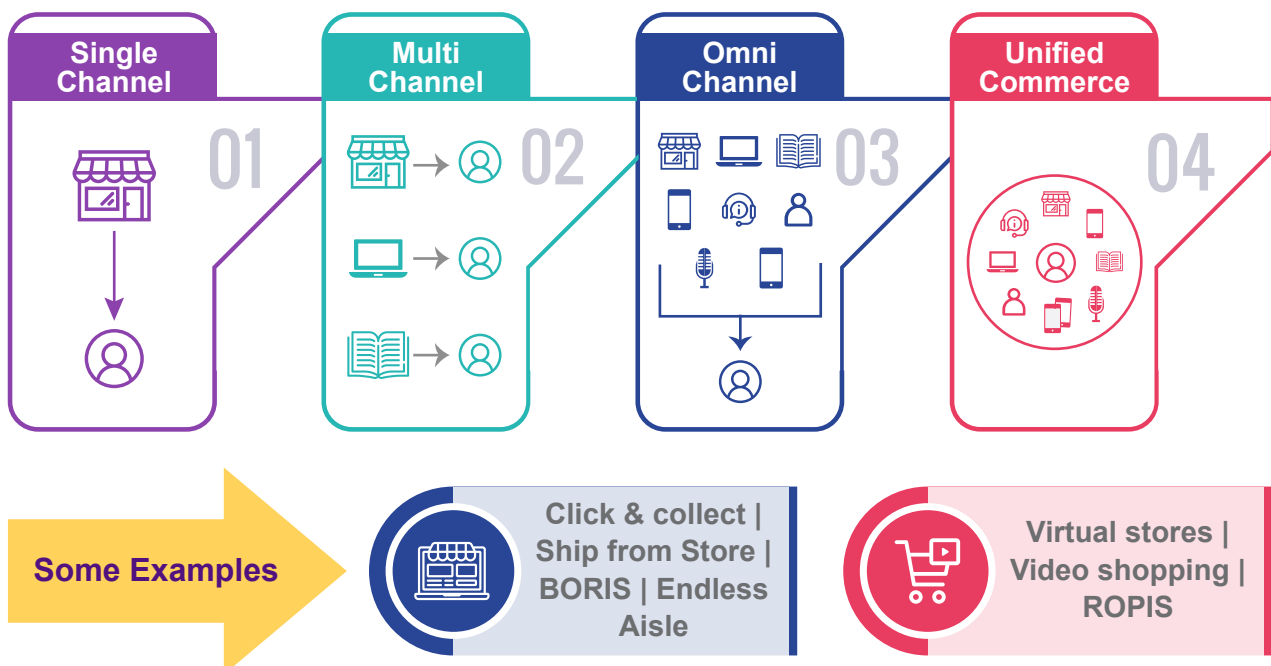 Single
Channel
01
Multi
Channel
02
Omni
Channel
03
Unified
Commerce
04
Some Examples
Click & collect |
Ship from Store |
BORIS | Endless
Aisle
Virtual stores |
Video shopping |
ROPIS